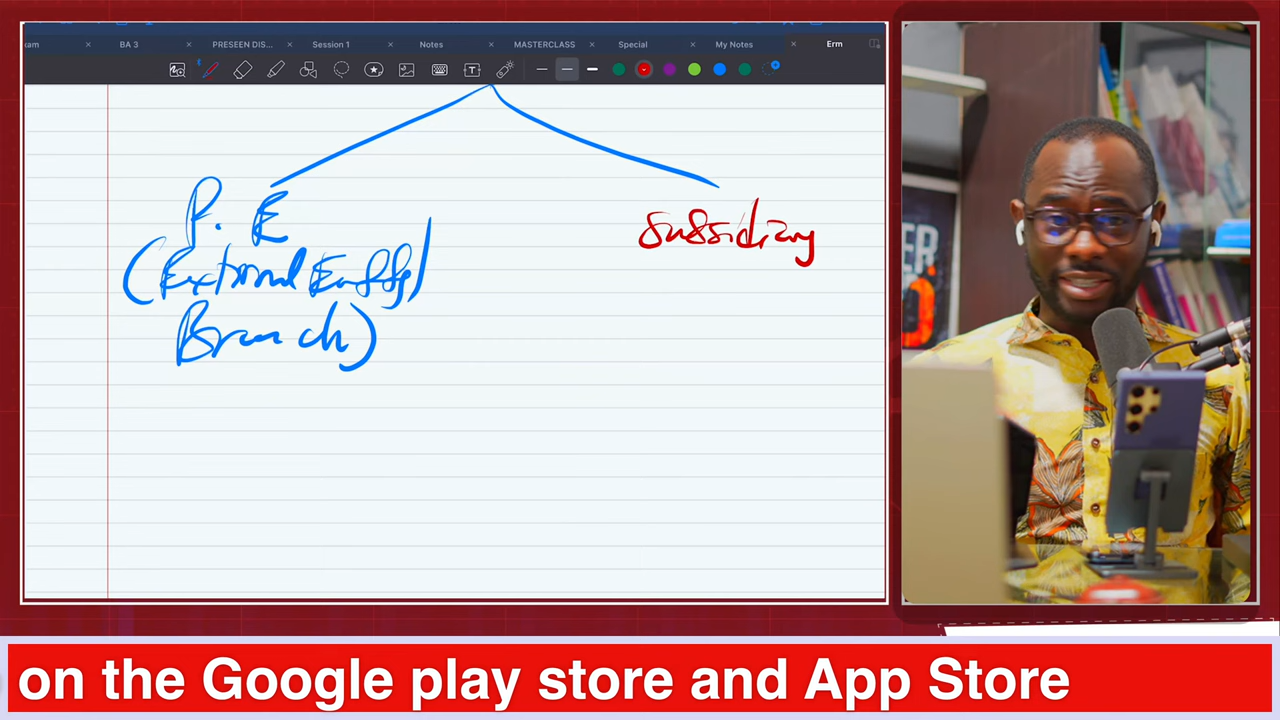 BA 3
PRESEEN DIS...
Session 1
Notes
MASTERCLASS
Special
My Notes
Erm
P. E
Subsidiary
(External
Branch)
on the Google play store and App Store